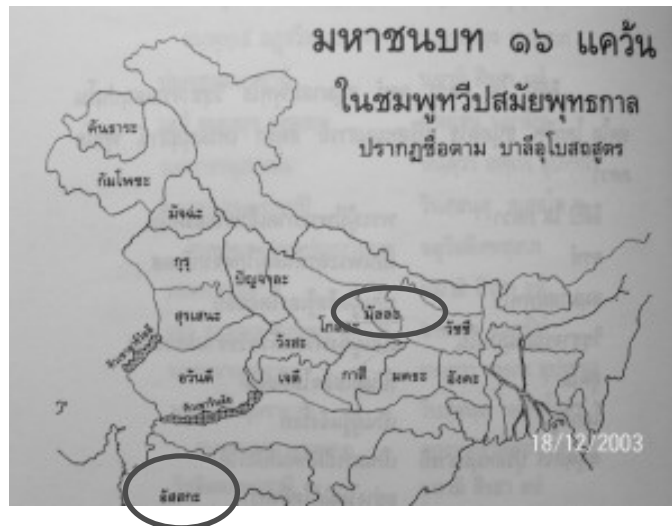 มหาชนบท ๑๖ แคว้น
ในชมพูทวีปสมัยพุทธกาล
ปรากฏชื่อตาม บาลีอุโบสถสูตร
คันธาระ
กัมโพชะ
มัจฉะ
กุรุ
ปัญจาละ
สุรเสนะ
โกสละ
มัลละ
วัชชี
วังสะ
อวันตี
เจตี
กาสี
มคธะ
อังคะ
18/12/2003
อัสสกะ